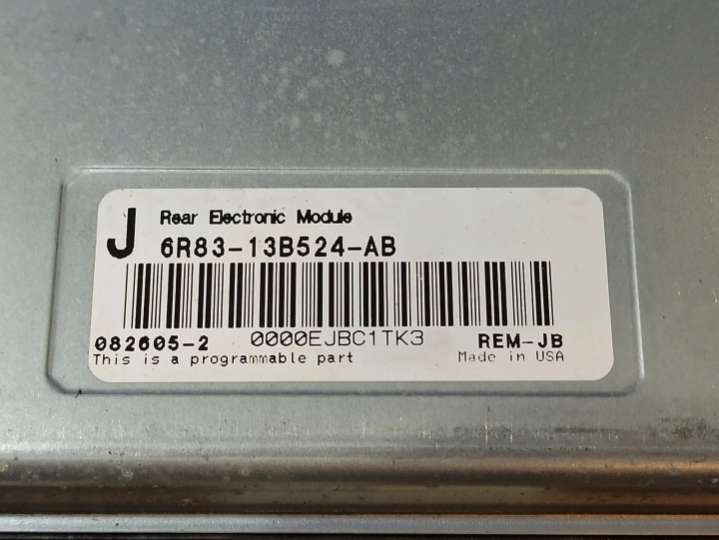 J Rear Electronic Module
6R83-13B524-AB
082605-2 0000EJBC1TK3 REM-JB
This is a programmable part Made in USA